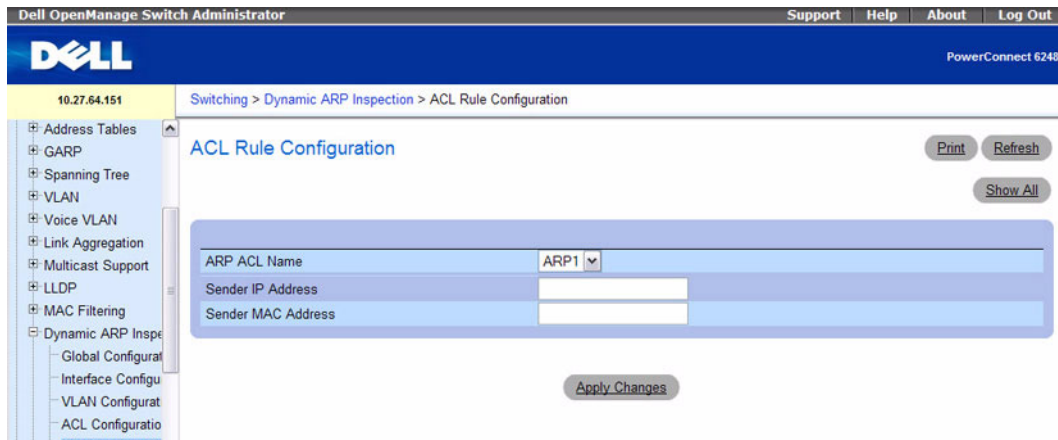 Dell OpenManage Switch Administrator
Support Help About Log Out
DELL
PowerConnect 6248
10.27.64.151
Switching > Dynamic ARP Inspection > ACL Rule Configuration
Address Tables
GARP
Spanning Tree
VLAN
Voice VLAN
Link Aggregation
Multicast Support
LLDP
MAC Filtering
Dynamic ARP Inspe
Global Configurat
Interface Configu
VLAN Configurat
ACL Configuratio
ACL Rule Configuration
Print Refresh
Show All
ARP ACL Name ARP1
Sender IP Address
Sender MAC Address
Apply Changes